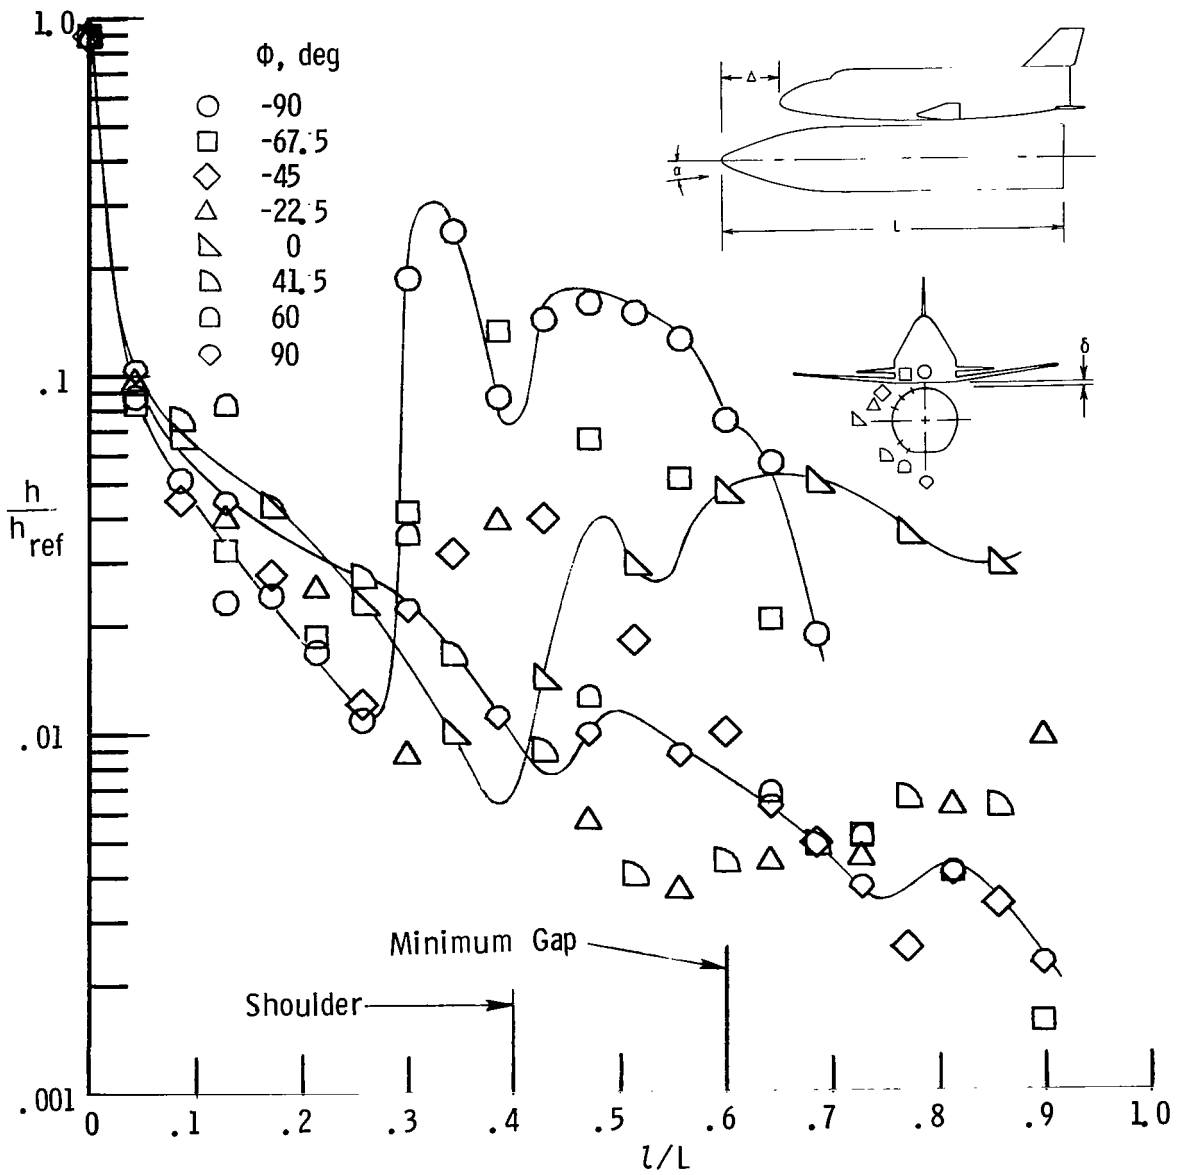 1.0
Φ, deg
-90
-67.5
-45
-22.5
0
41.5
60
90
Δ
α
L
δ
.1
h
h ref
.01
Minimum Gap
Shoulder
.001
0
.1
.2
.3
.4
.5
.6
.7
.8
.9
1.0
l/L